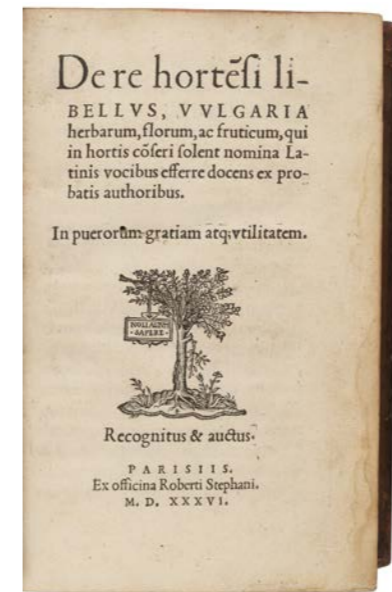 De re hortẽſi li-
BELLVS, VVLGARIA
herbarum, florum, ac fruticum, qui
in hortis cõſeri ſolent nomina La-
tinis vocibus efferre docens ex pro-
batis authoribus.
In puerorum gratiam atq; vtilitatem.
NOLI ALTVM
SAPERE
Recognitus & auctus.
PARISIIS.
Ex officina Roberti Stephani.
M. D. XXXVI.